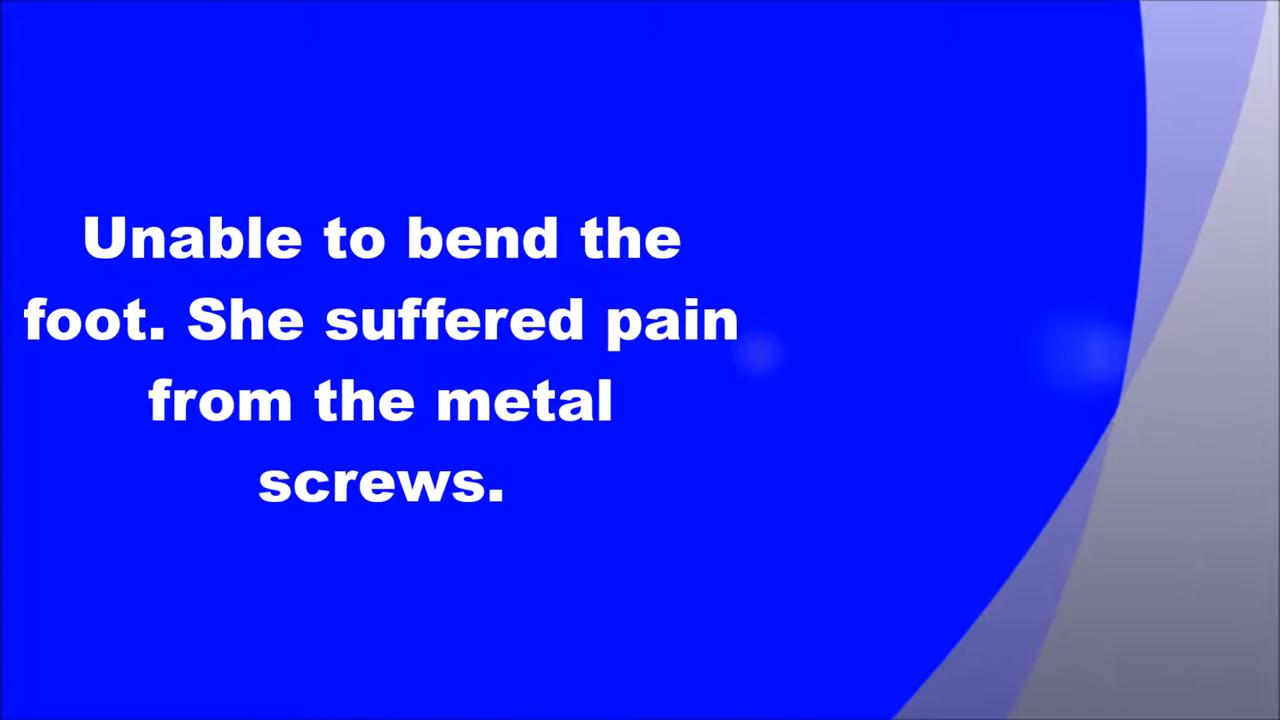 Unable to bend the
foot. She suffered pain
from the metal
screws.